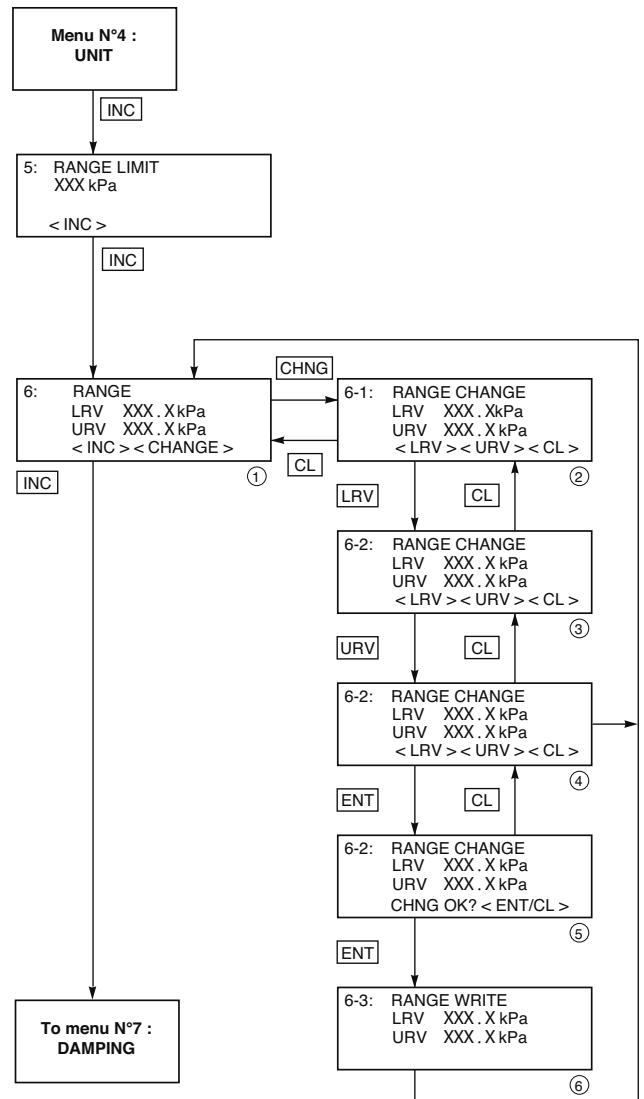 Menu N°4 :
UNIT
INC
5: RANGE LIMIT
XXX kPa
< INC >
INC
6: RANGE
LRV XXX . X kPa
URV XXX . X kPa
< INC > < CHANGE >
1
CHNG
CL
6-1: RANGE CHANGE
LRV XXX . XkPa
URV XXX . X kPa
< LRV > < URV > < CL >
2
INC
LRV
CL
6-2: RANGE CHANGE
LRV XXX . X kPa
URV XXX . X kPa
< LRV > < URV > < CL >
3
URV
CL
6-2: RANGE CHANGE
LRV XXX . X kPa
URV XXX . X kPa
< LRV > < URV > < CL >
4
ENT
CL
6-2: RANGE CHANGE
LRV XXX . X kPa
URV XXX . X kPa
CHNG OK? < ENT/CL >
5
ENT
6-3: RANGE WRITE
LRV XXX . X kPa
URV XXX . X kPa
6
To menu N°7 :
DAMPING